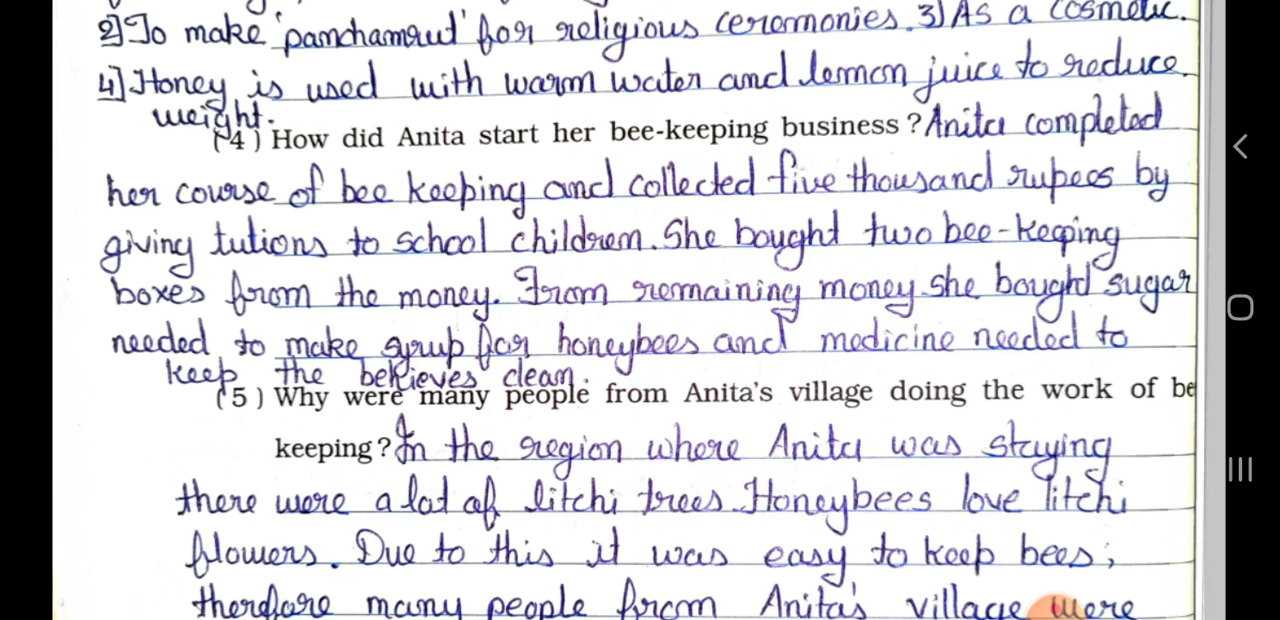 2] To make 'panchamrut' for religious ceremonies. 3) As a cosmetic.
4] Honey is used with warm water and lemon juice to reduce
weight.
(4) How did Anita start her bee-keeping business? Anita completed
her course of bee keeping and collected five thousand rupees by
giving tutions to school children. She bought two bee-keeping
boxes from the money. From remaining money she bought sugar
needed to make syrup for honeybees and medicine needed to
keep the behieves clean.
(5) Why were many people from Anita's village doing the work of be
keeping? In the region where Anita was staying
there were a lot of litchi trees. Honeybees love litchi
flowers. Due to this it was easy to keep bees,
therefore many people from Anita's village were